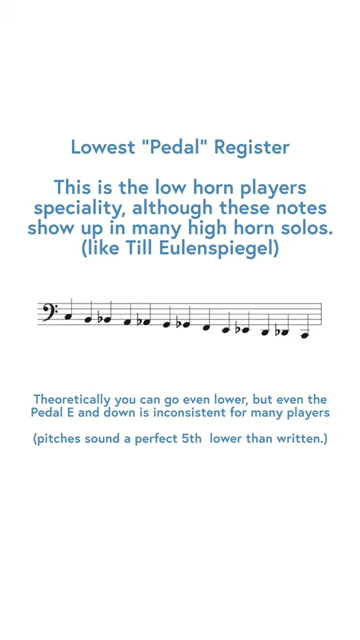 Lowest "Pedal" Register
This is the low horn players
speciality, although these notes
show up in many high horn solos.
(like Till Eulenspiegel)
Theoretically you can go even lower, but even the
Pedal E and down is inconsistent for many players
(pitches sound a perfect 5th lower than written.)